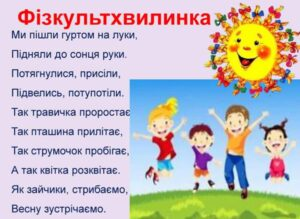 Фізкультхвилинка
Ми пішли гуртом на луки,
Підняли до сонця руки.
Потягнулися, присіли,
Підвелись, потупотіли.
Так травичка проростає
Так пташина прилітає,
Так струмочок пробігає,
А так квітка розквітає.
Як зайчики, стрибаємо,
Весну зустрічаємо.